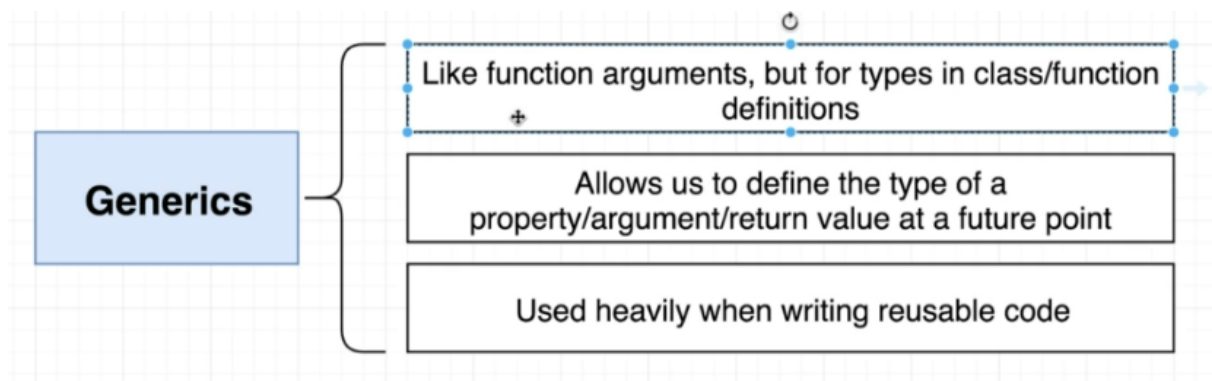 Generics
Like function arguments, but for types in class/function
definitions
Allows us to define the type of a
property/argument/return value at a future point
Used heavily when writing reusable code